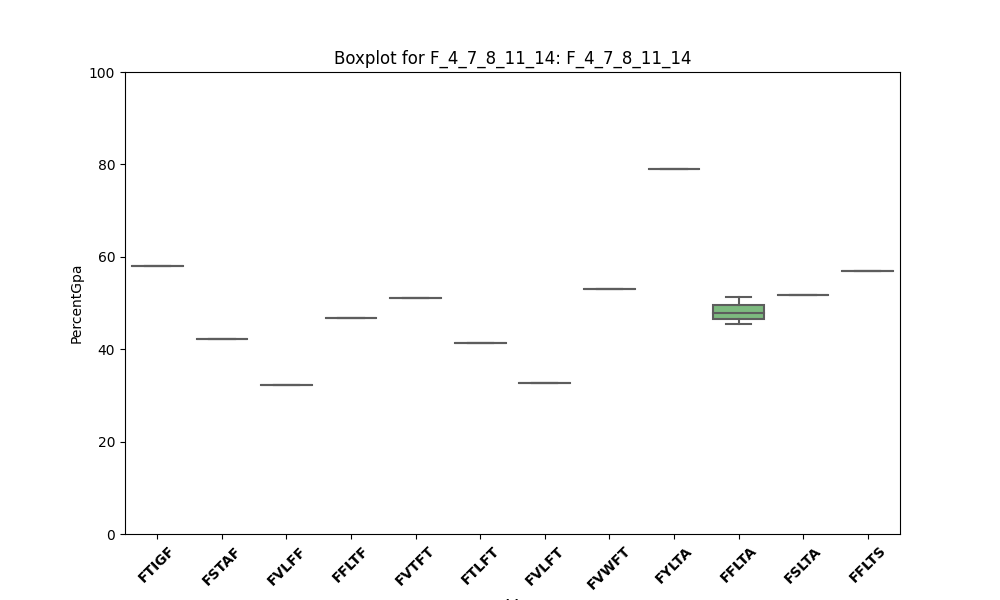 Boxplot for F_4_7_8_11_14: F_4_7_8_11_14
100
80
60
40
20
0
PercentGpa
FTIGF
FSTAF
FVLFF
FFLTF
FVTFT
FTLFT
FVLFT
FVWFT
FYLTA
FFLTA
FSLTA
FFLTS